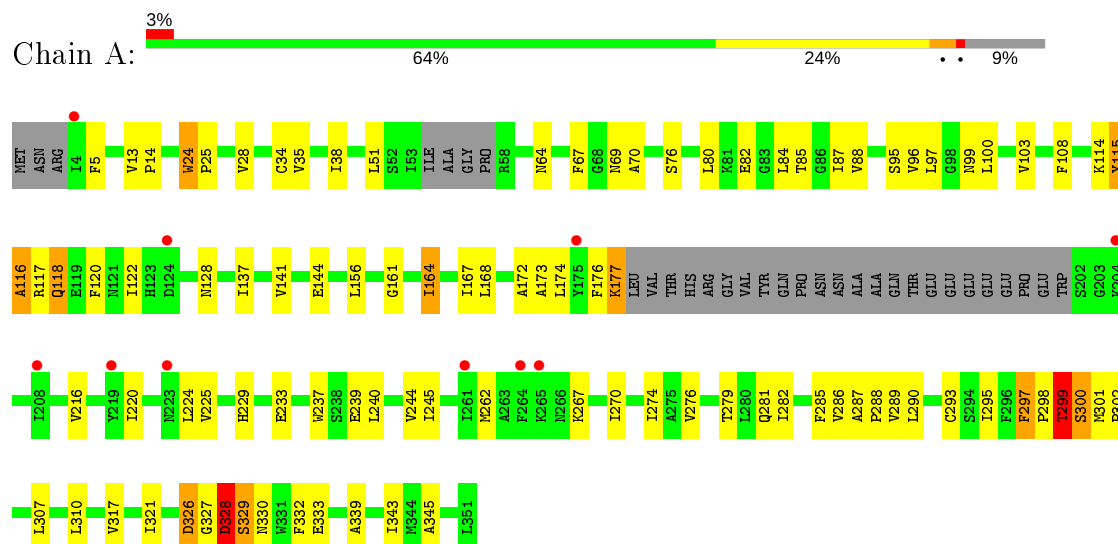 3%
Chain A:
64% 24% • • 9%
MET ASN ARG I4 F5 V13 P14 W24 P25 V28 C34 V35 I38 L51 S52 I53 ILE ALA GLY PRO R58 N64 F67 G68 N69 A70 S76 L80 K81 E82 G83 L84 T85 G86 I87 V88 S95 V96 L97 G98 N99 L100 V103 F108 K114 Y115
A116 R117 Q118 E119 F120 N121 I122 H123 D124 N128 I137 V141 E144 L156 G161 I164 I167 L168 A172 A173 L174 Y175 F176 K177 LEU VAL THR HIS ARG GLY VAL TYR GLN PRO ASN ASN ALA ALA GLN THR GLU GLU GLU GLU GLU PRO GLU TRP S202 G203 K204
I208 V216 Y219 I220 N223 L224 V225 H229 E233 W237 S238 E239 L240 V244 I245 I261 M262 A263 F264 K265 N266 K267 I270 I274 A275 V276 T279 L280 Q281 I282 F285 V286 A287 P288 V289 L290 C293 S294 I295 F296 F297 P298 T299 S300 M301 P302
L307 L310 V317 I321 D326 G327 D328 S329 N330 W331 F332 E333 A339 I343 M344 A345 L351